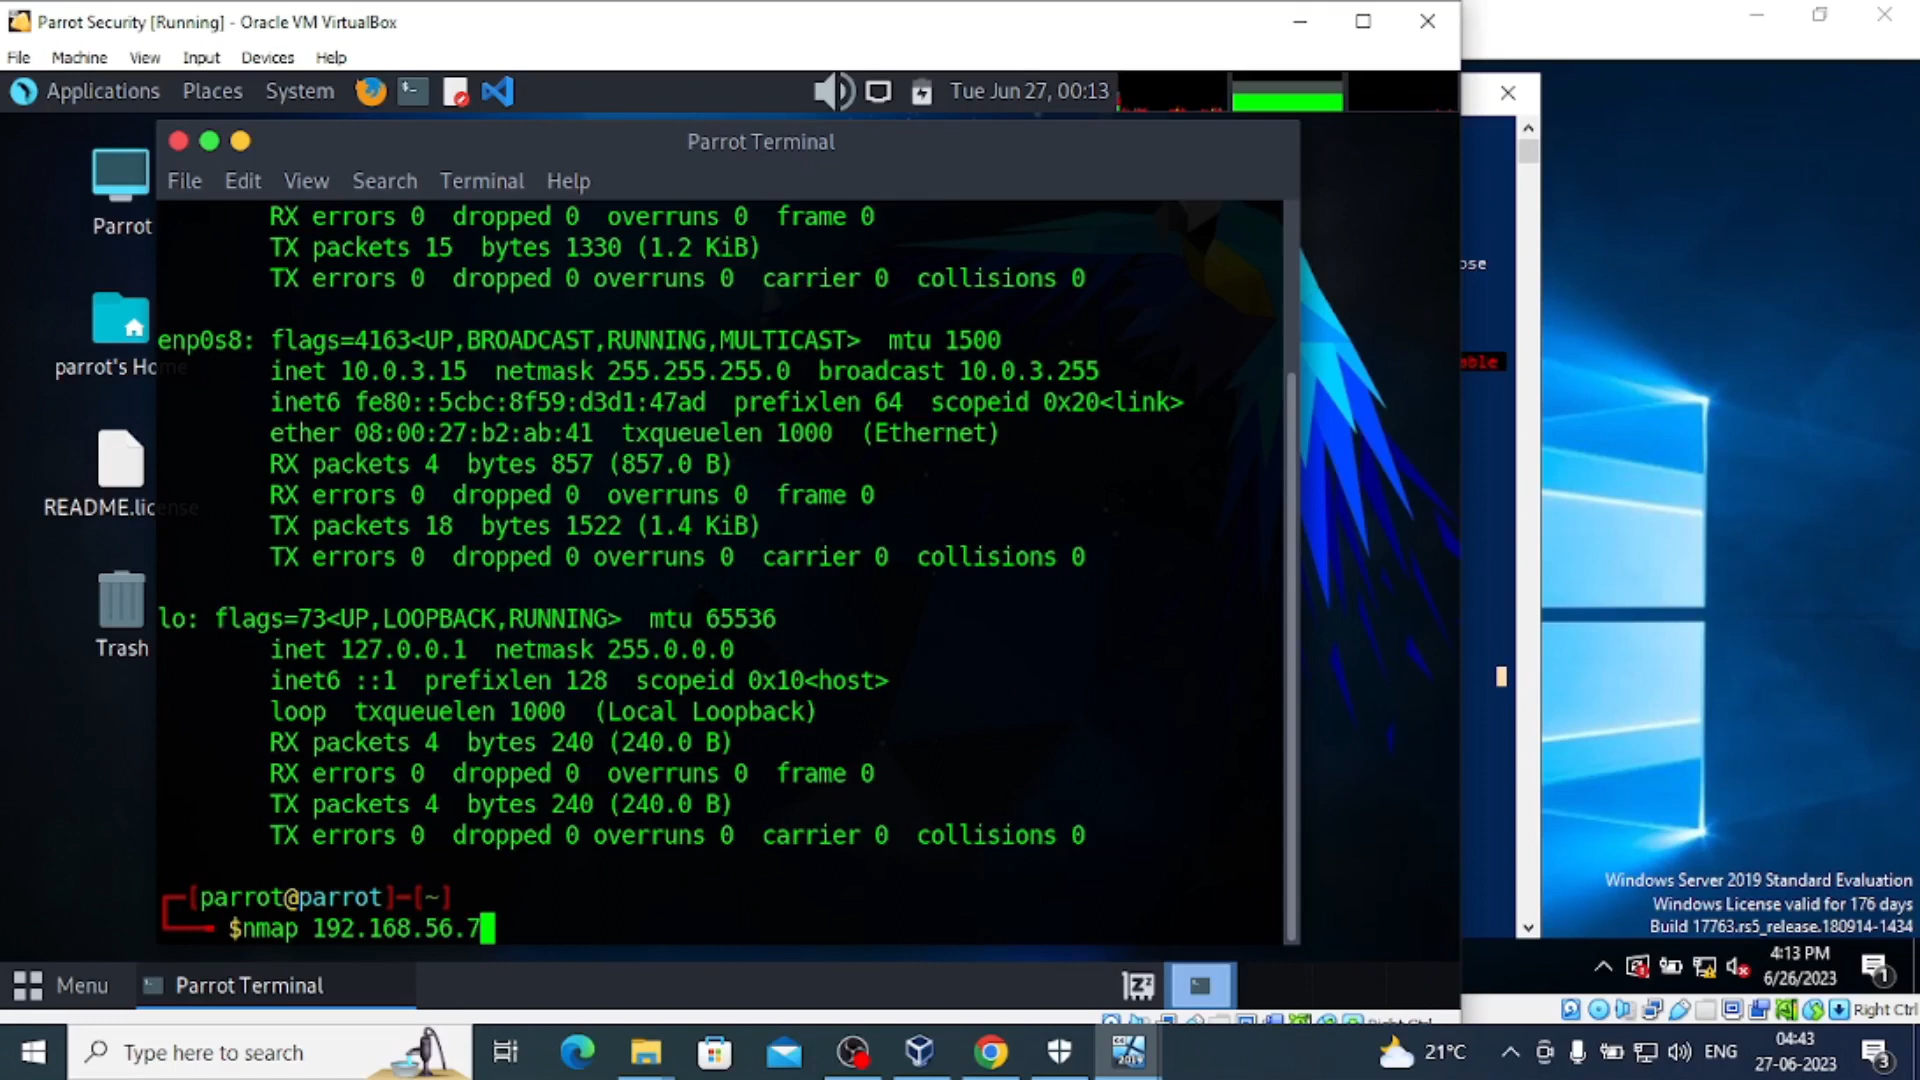 Parrot Security [Running] - Oracle VM VirtualBox
File Machine View Input Devices Help
Applications Places System
Tue Jun 27, 00:13
Parrot Terminal
File Edit View Search Terminal Help
Parrot
parrot's Home
README.license
Trash
RX errors 0 dropped 0 overruns 0 frame 0
TX packets 15 bytes 1330 (1.2 KiB)
TX errors 0 dropped 0 overruns 0 carrier 0 collisions 0
enp0s8: flags=4163<UP,BROADCAST,RUNNING,MULTICAST> mtu 1500
inet 10.0.3.15 netmask 255.255.255.0 broadcast 10.0.3.255
inet6 fe80::5cbc:8f59:d3d1:47ad prefixlen 64 scopeid 0x20<link>
ether 08:00:27:b2:ab:41 txqueuelen 1000 (Ethernet)
RX packets 4 bytes 857 (857.0 B)
RX errors 0 dropped 0 overruns 0 frame 0
TX packets 18 bytes 1522 (1.4 KiB)
TX errors 0 dropped 0 overruns 0 carrier 0 collisions 0
lo: flags=73<UP,LOOPBACK,RUNNING> mtu 65536
inet 127.0.0.1 netmask 255.0.0.0
inet6 ::1 prefixlen 128 scopeid 0x10<host>
loop txqueuelen 1000 (Local Loopback)
RX packets 4 bytes 240 (240.0 B)
RX errors 0 dropped 0 overruns 0 frame 0
TX packets 4 bytes 240 (240.0 B)
TX errors 0 dropped 0 overruns 0 carrier 0 collisions 0
[parrot@parrot]-[~]
$nmap 192.168.56.7
Menu
Parrot Terminal
ose
able
Windows Server 2019 Standard Evaluation
Windows License valid for 176 days
Build 17763.rs5_release.180914-1434
4:13 PM
6/26/2023
1
Right Ctrl
Type here to search
2019
21°C
ENG
04:43
27-06-2023
3